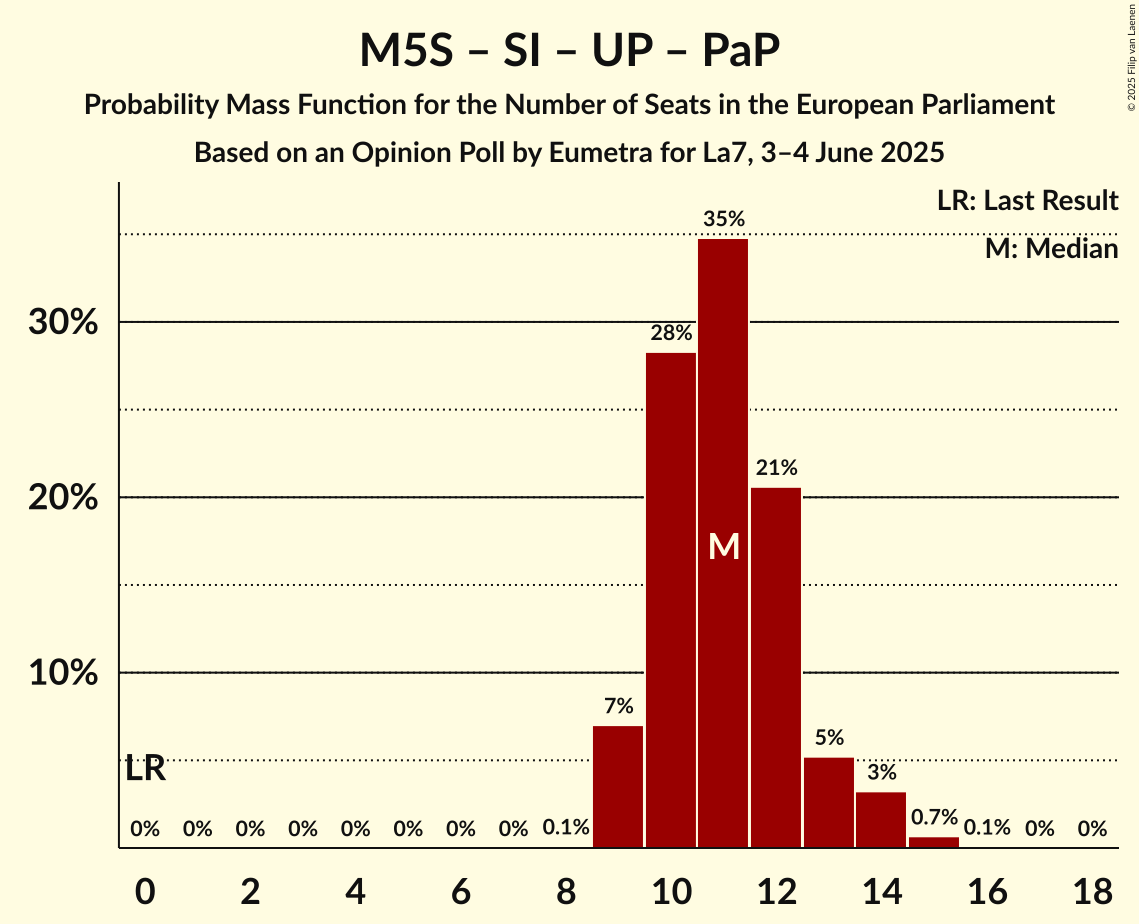 M5S – SI – UP – PaP
Probability Mass Function for the Number of Seats in the European Parliament
Based on an Opinion Poll by Eumetra for La7, 3–4 June 2025
© 2025 Filip van Laenen
LR: Last Result
M: Median
30%
20%
10%
LR
M
0% 0% 0% 0% 0% 0% 0% 0% 0.1% 7% 28% 35% 21% 5% 3% 0.7% 0.1% 0% 0%
0 2 4 6 8 10 12 14 16 18